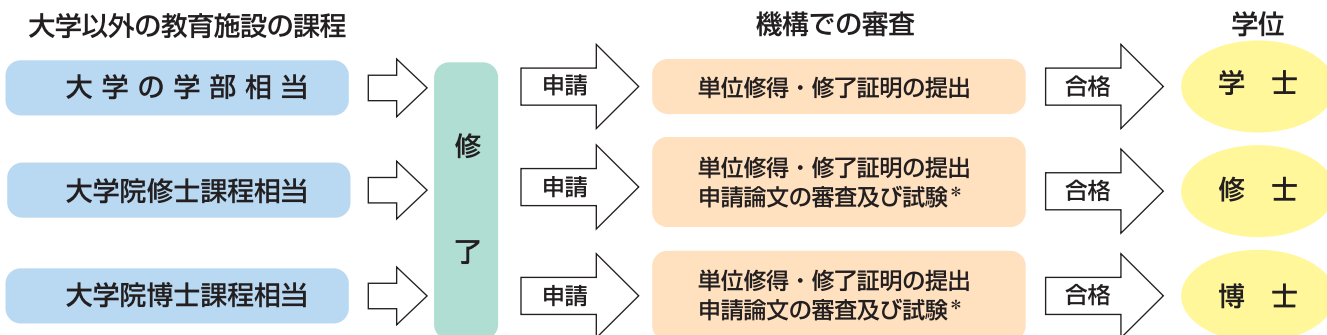 大学以外の教育施設の課程
機構での審査
学位
大学の学部相当
申請
単位修得・修了証明の提出
合格
学 士
修
了
大学院修士課程相当
申請
単位修得・修了証明の提出
申請論文の審査及び試験*
合格
修 士
大学院博士課程相当
申請
単位修得・修了証明の提出
申請論文の審査及び試験*
合格
博 士